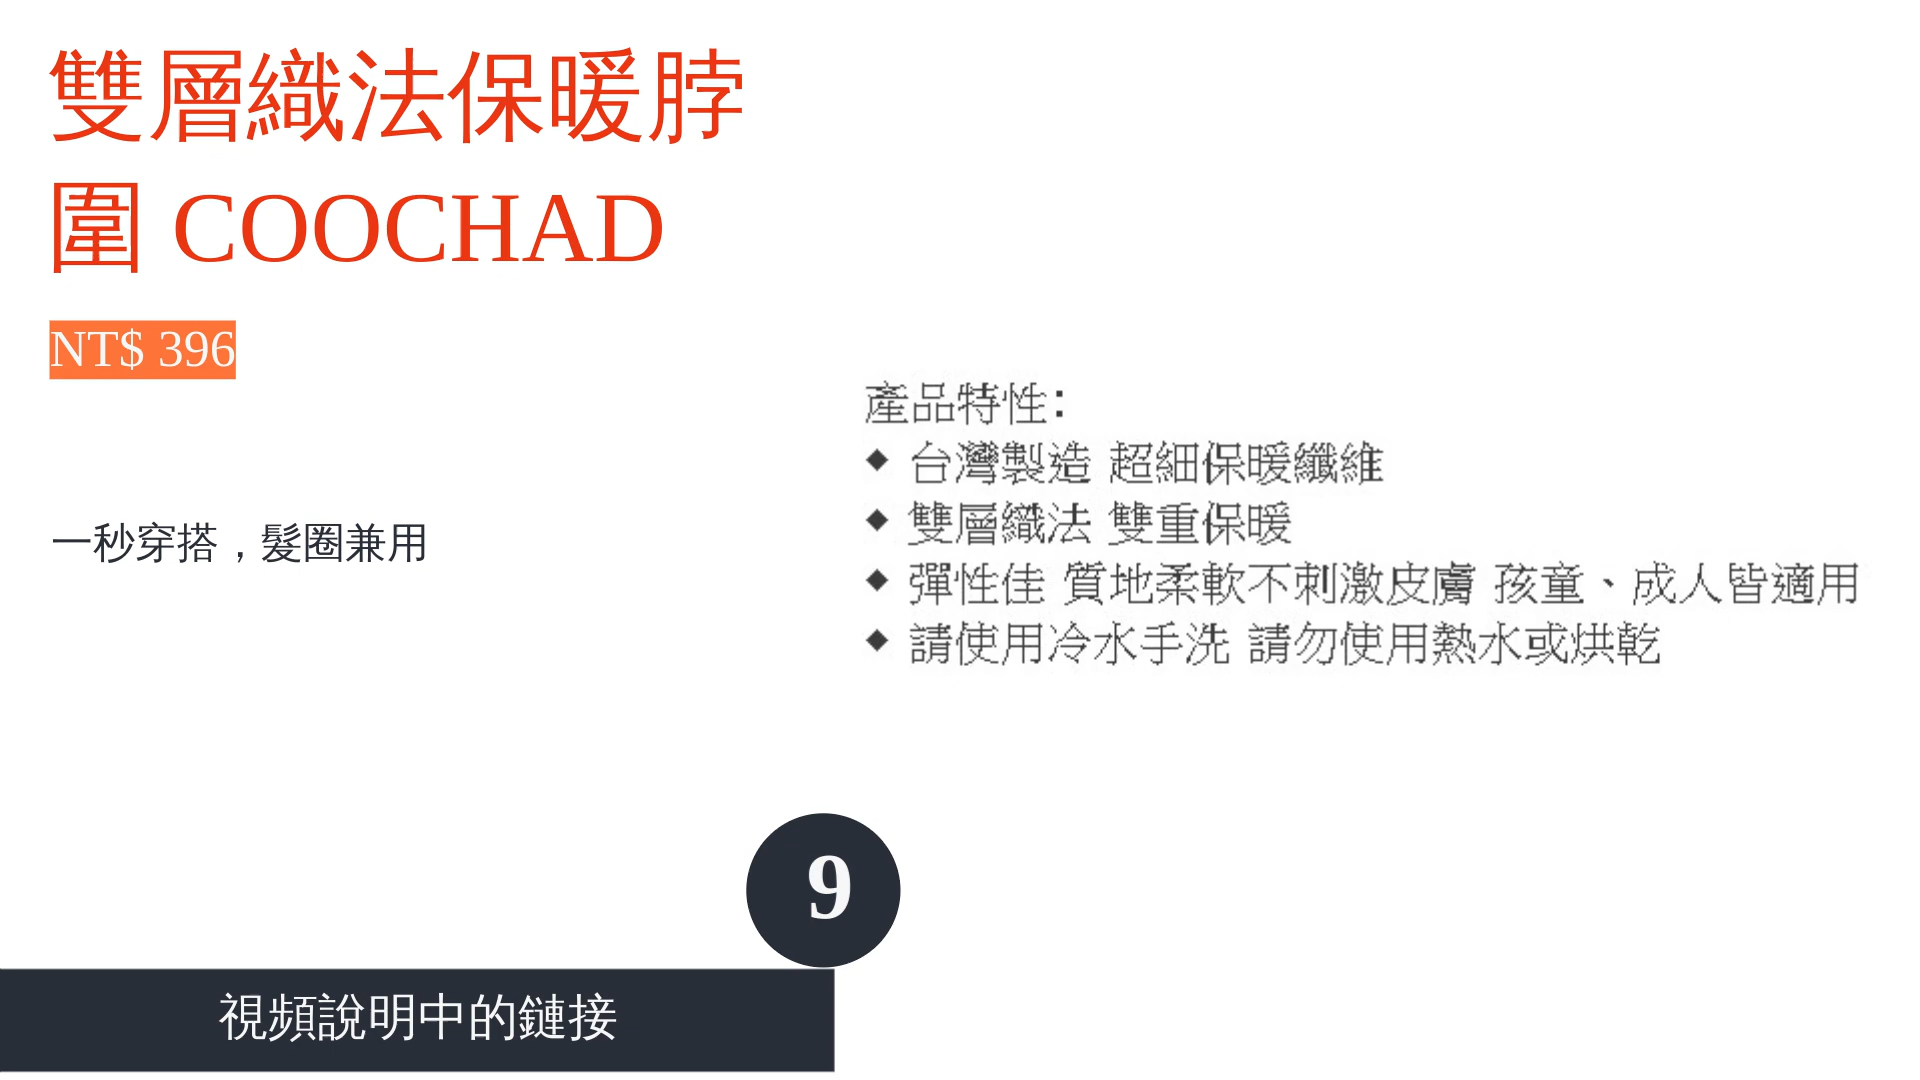 雙層織法保暖脖
圍 COOCHAD
NT$ 396
一秒穿搭，髮圈兼用
產品特性：
◆ 台灣製造 超細保暖纖維
◆ 雙層織法 雙重保暖
◆ 彈性佳 質地柔軟不刺激皮膚 孩童、成人皆適用
◆ 請使用冷水手洗 請勿使用熱水或烘乾
9
視頻說明中的鏈接